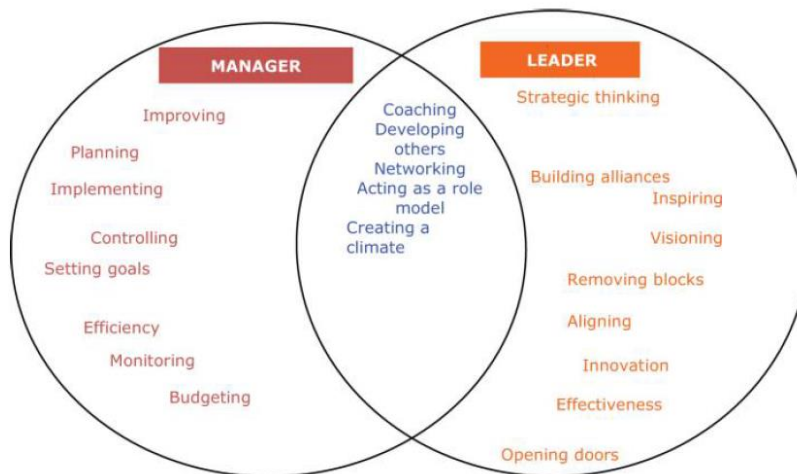 MANAGER
Improving
Planning
Implementing
Controlling
Setting goals
Efficiency
Monitoring
Budgeting
Coaching
Developing
others
Networking
Acting as a role
model
Creating a
climate
LEADER
Strategic thinking
Building alliances
Inspiring
Visioning
Removing blocks
Aligning
Innovation
Effectiveness
Opening doors